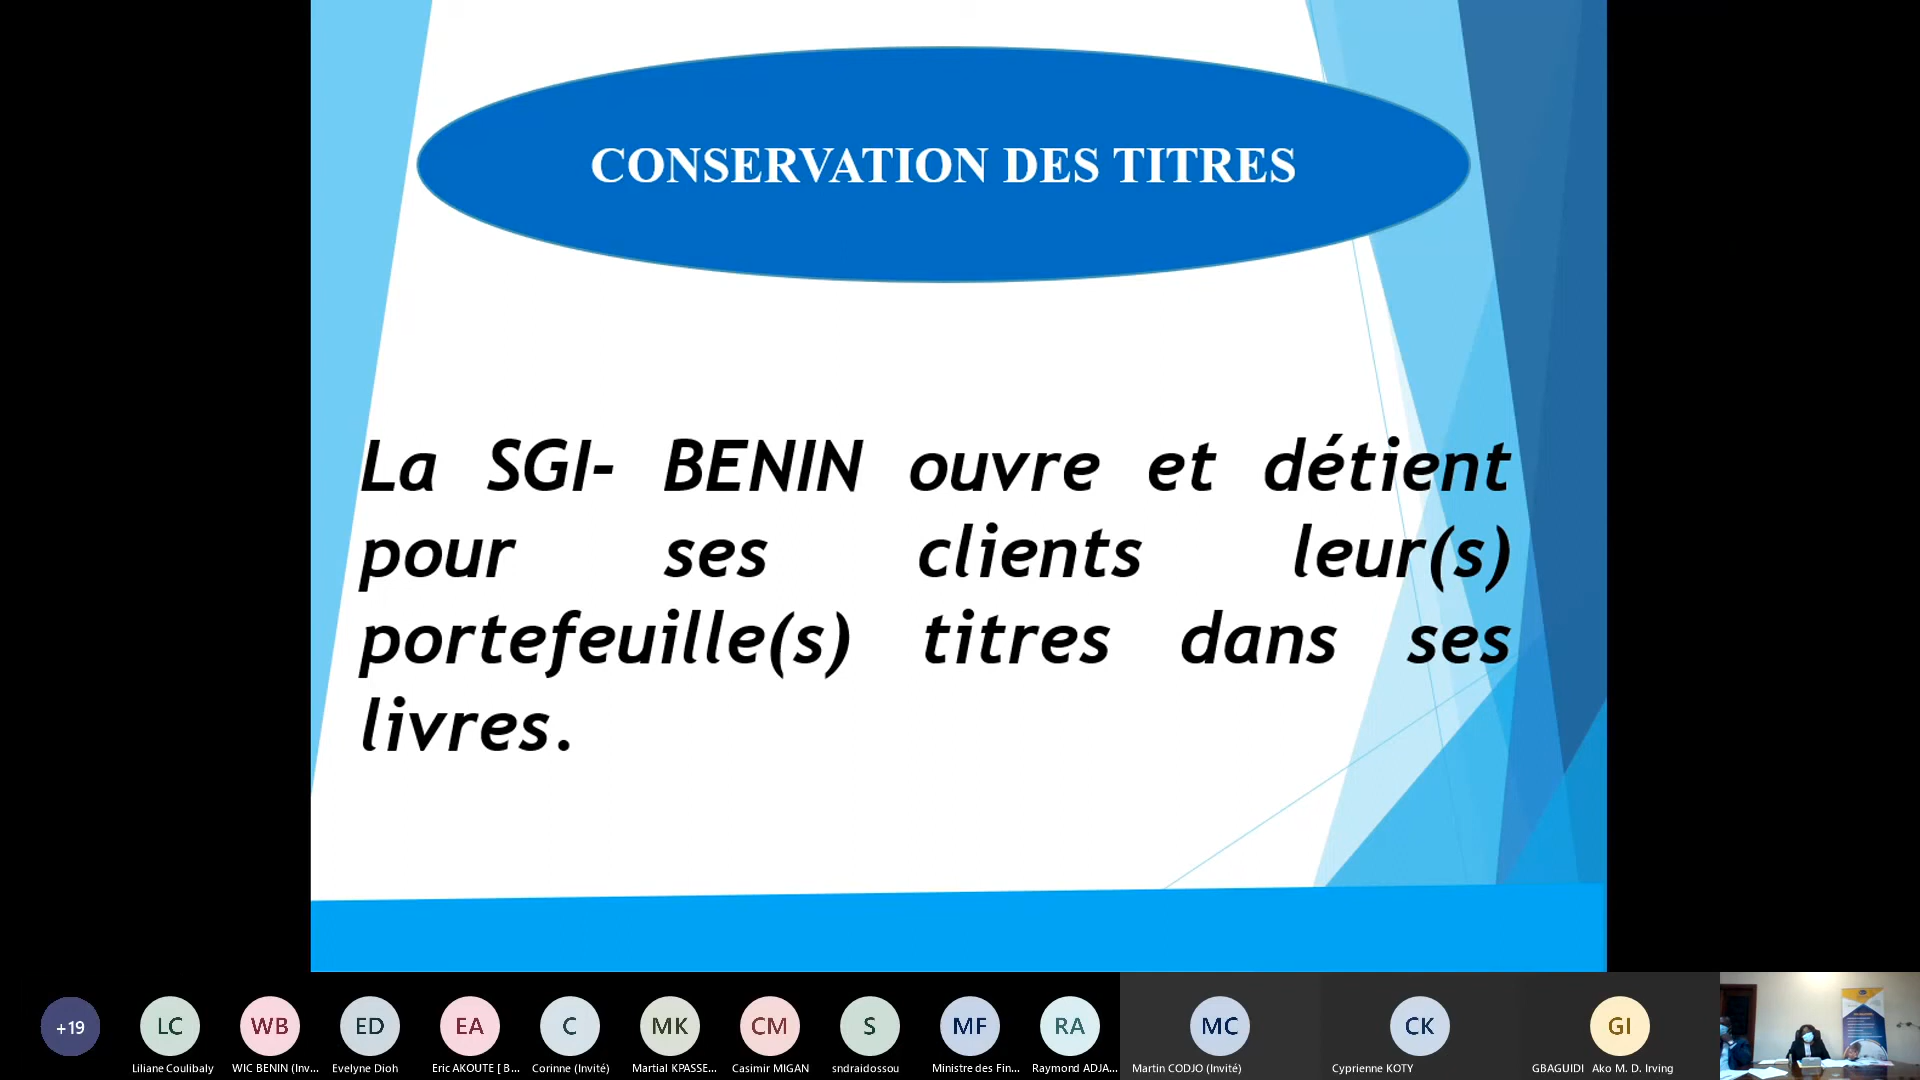 CONSERVATION DES TITRES
La SGI- BENIN ouvre et détient
pour ses clients leur(s)
portefeuille(s) titres dans ses
livres.
+19
LC
WB
ED
EA
C
MK
CM
S
MF
RA
MC
CK
GI
Liliane Coulibaly
WIC BENIN (Inv...
Evelyne Dioh
Eric AKOUTE [ B...
Corinne (Invité)
Martial KPASSE...
Casimir MIGAN
sndraidossou
Ministre des Fin...
Raymond ADJA...
Martin CODJO (Invité)
Cyprienne KOTY
GBAGUIDI Ako M. D. Irving